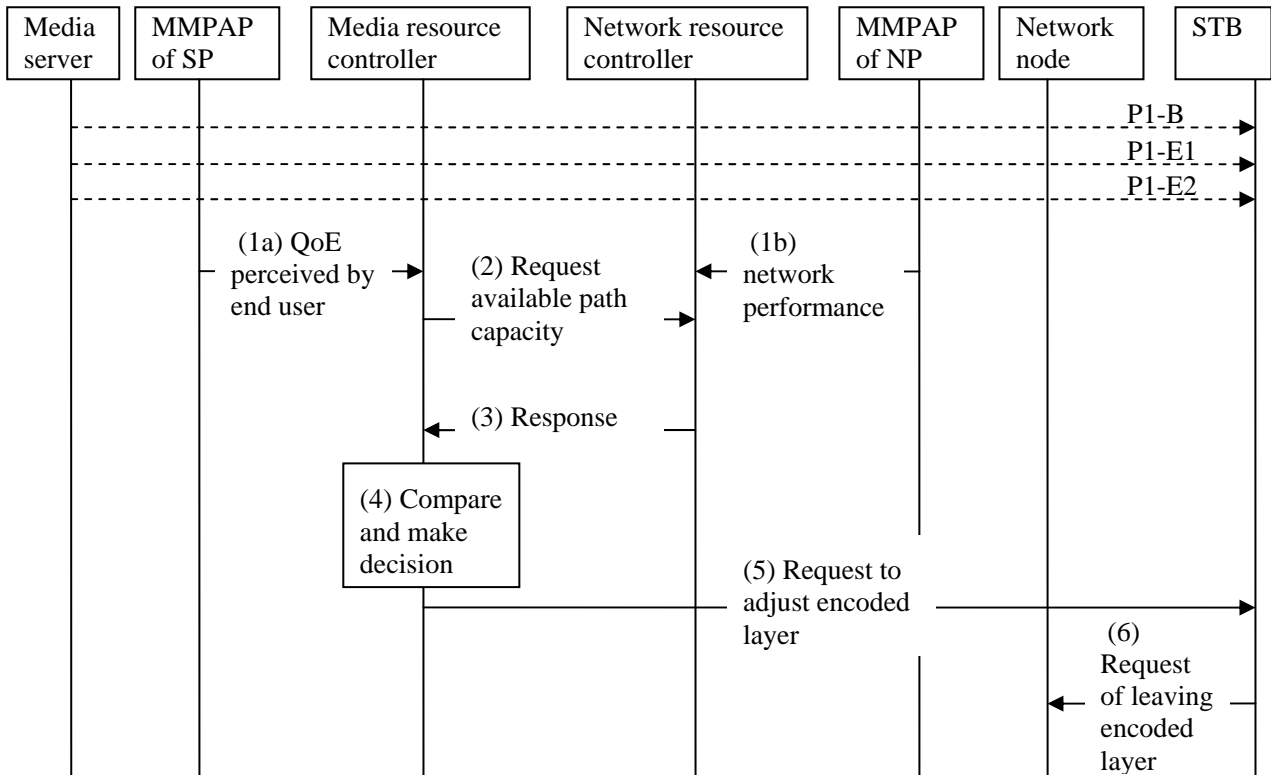 Media
server
MMPAP
of SP
Media resource
controller
Network resource
controller
MMPAP
of NP
Network
node
STB
P1-B
P1-E1
P1-E2
(1a) QoE
perceived by
end user
(2) Request
available path
capacity
(1b)
network
performance
(3) Response
(4) Compare
and make
decision
(5) Request to
adjust encoded
layer
(6)
Request
of leaving
encoded
layer